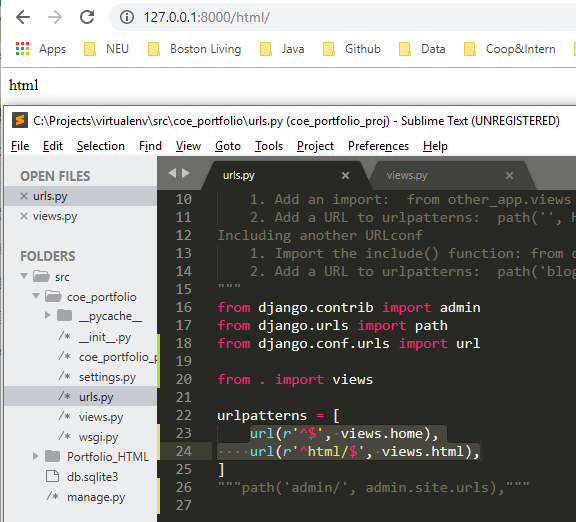 127.0.0.1:8000/html/
Apps NEU Boston Living Java Github Data Coop&Intern
html
C:\Projects\virtualenv\src\coe_portfolio\urls.py (coe_portfolio_proj) - Sublime Text (UNREGISTERED)
File Edit Selection Find View Goto Tools Project Preferences Help
OPEN FILES
urls.py
views.py
FOLDERS
src
coe_portfolio
__pycache__
__init__.py
coe_portfolio_p
settings.py
urls.py
views.py
wsgi.py
Portfolio_HTML
db.sqlite3
manage.py
urls.py views.py
10 1. Add an import: from other_app.views
11 2. Add a URL to urlpatterns: path('', H
12 Including another URLconf
13 1. Import the include() function: from d
14 2. Add a URL to urlpatterns: path('blog
15 """
16 from django.contrib import admin
17 from django.urls import path
18 from django.conf.urls import url
19
20 from . import views
21
22 urlpatterns = [
23 url(r'^$', views.home),
24 url(r'^html/$', views.html),
25 ]
26 """path('admin/', admin.site.urls),"""
27